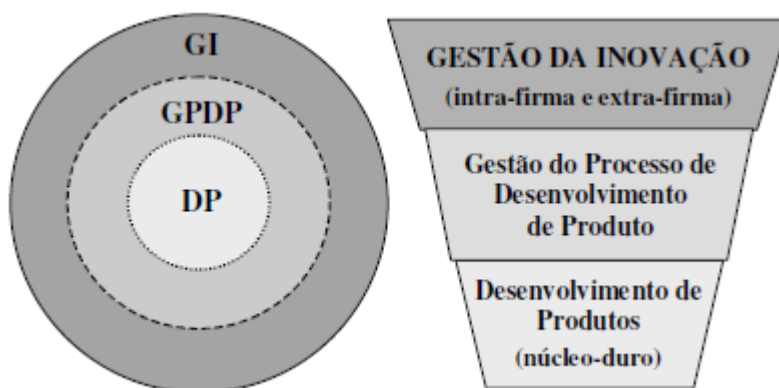 GI
GPDP
DP
GESTÃO DA INOVAÇÃO
(intra-firma e extra-firma)
Gestão do Processo de
Desenvolvimento
de Produto
Desenvolvimento de
Produtos
(núcleo-duro)